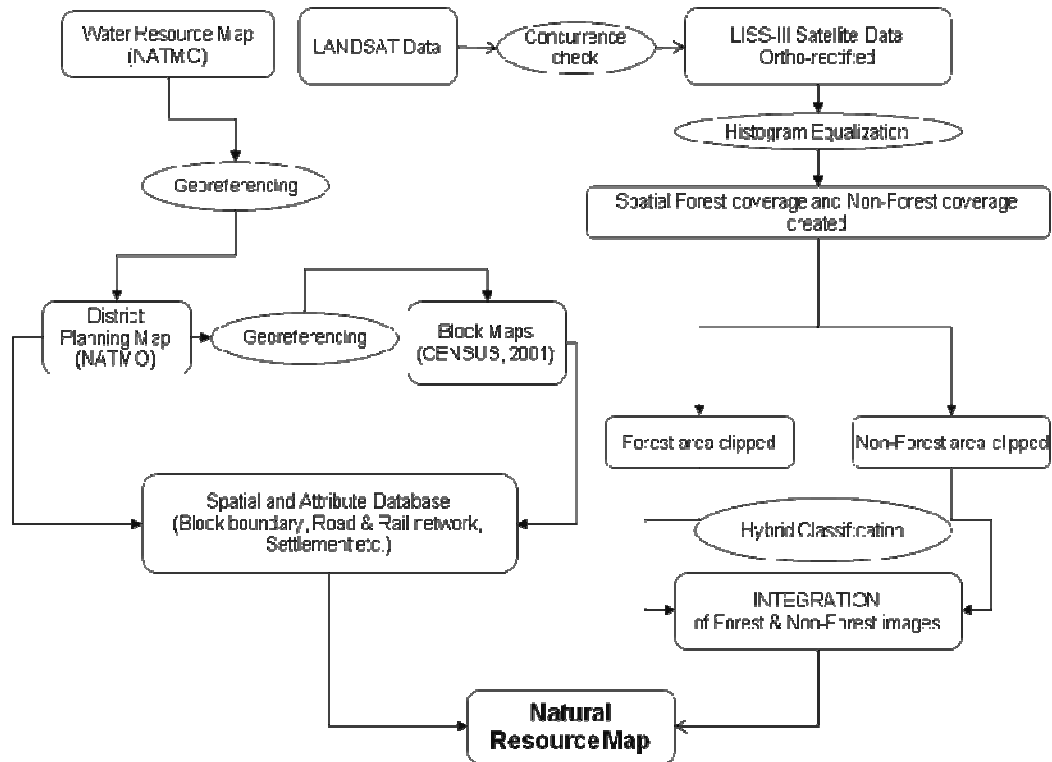 Water Resource Map
(NATMO)
LANDSAT Data
Concurrence
check
LISS-III Satellite Data
Ortho-rectified
Histogram Equalization
Georeferencing
Spatial Forest coverage and Non-Forest coverage
created
District
Planning Map
(NATMO)
Georeferencing
Block Maps
(CENSUS, 2001)
Forest area clipped
Non-Forest area clipped
Spatial and Attribute Database
(Block boundary, Road & Rail network,
Settlement etc.)
Hybrid Classification
INTEGRATION
of Forest & Non-Forest images
Natural
Resource Map